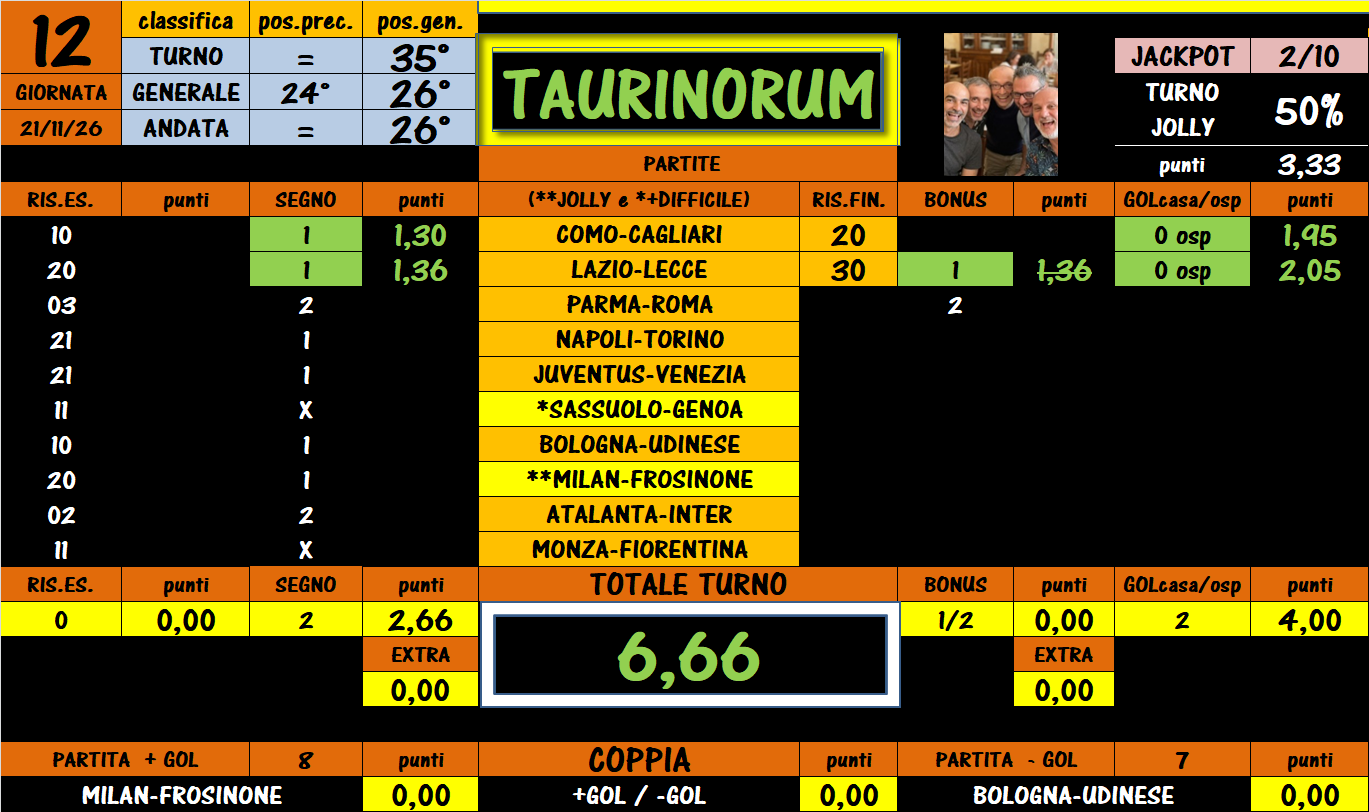 12 classifica pos.prec. pos.gen.
TURNO = 35° TAURINORUM JACKPOT 2/10
GIORNATA GENERALE 24° 26° TURNO JOLLY 50%
21/11/26 ANDATA = 26°
PARTITE punti 3,33
RIS.ES. punti SEGNO punti (**JOLLY e *+DIFFICILE) RIS.FIN. BONUS punti GOLcasa/osp punti
10 1 1,30 COMO-CAGLIARI 20 0 osp 1,95
20 1 1,36 LAZIO-LECCE 30 1 1,36 0 osp 2,05
03 2 PARMA-ROMA 2
21 1 NAPOLI-TORINO
21 1 JUVENTUS-VENEZIA
11 X *SASSUOLO-GENOA
10 1 BOLOGNA-UDINESE
20 1 **MILAN-FROSINONE
02 2 ATALANTA-INTER
11 X MONZA-FIORENTINA
RIS.ES. punti SEGNO punti TOTALE TURNO BONUS punti GOLcasa/osp punti
0 0,00 2 2,66 6,66 1/2 0,00 2 4,00
EXTRA EXTRA
0,00 0,00
PARTITA + GOL 8 punti COPPIA punti PARTITA - GOL 7 punti
MILAN-FROSINONE 0,00 +GOL / -GOL 0,00 BOLOGNA-UDINESE 0,00